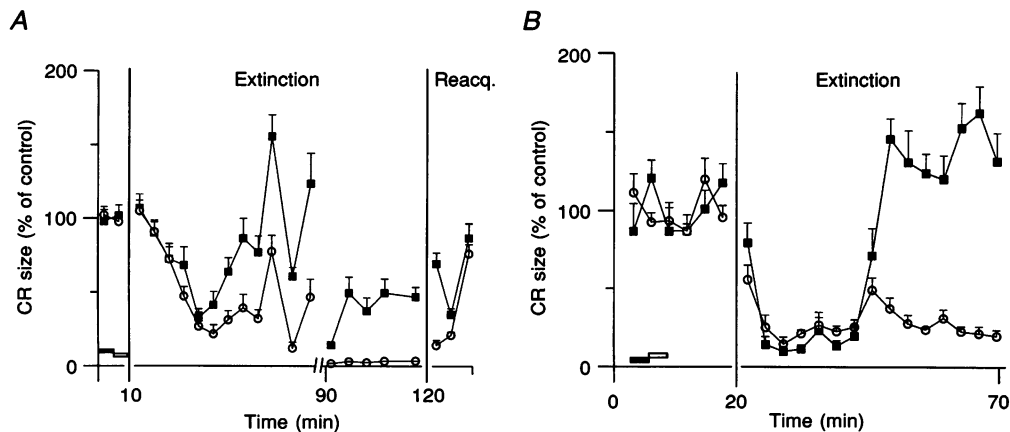 A
B
200
100
0
CR size (% of control)
Extinction
Reacq.
10
90
120
Time (min)
200
100
0
CR size (% of control)
Extinction
0
20
70
Time (min)